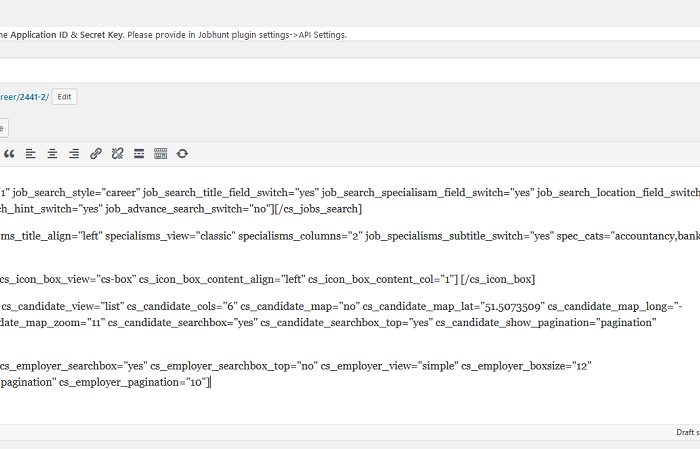 ne Application ID & Secret Key. Please provide in Jobhunt plugin settings->API Settings.
reer/2441-2/ Edit
e
1" job_search_style="career" job_search_title_field_switch="yes" job_search_specialisam_field_switch="yes" job_search_location_field_switch
ch_hint_switch="yes" job_advance_search_switch="no"][/cs_jobs_search]
ms_title_align="left" specialisms_view="classic" specialisms_columns="2" job_specialisms_subtitle_switch="yes" spec_cats="accountancy,bank
cs_icon_box_view="cs-box" cs_icon_box_content_align="left" cs_icon_box_content_col="1"] [/cs_icon_box]
cs_candidate_view="list" cs_candidate_cols="6" cs_candidate_map="no" cs_candidate_map_lat="51.5073509" cs_candidate_map_long="-
date_map_zoom="11" cs_candidate_searchbox="yes" cs_candidate_searchbox_top="yes" cs_candidate_show_pagination="pagination"
cs_employer_searchbox="yes" cs_employer_searchbox_top="no" cs_employer_view="simple" cs_employer_boxsize="12"
"pagination" cs_employer_pagination="10"]
Draft s